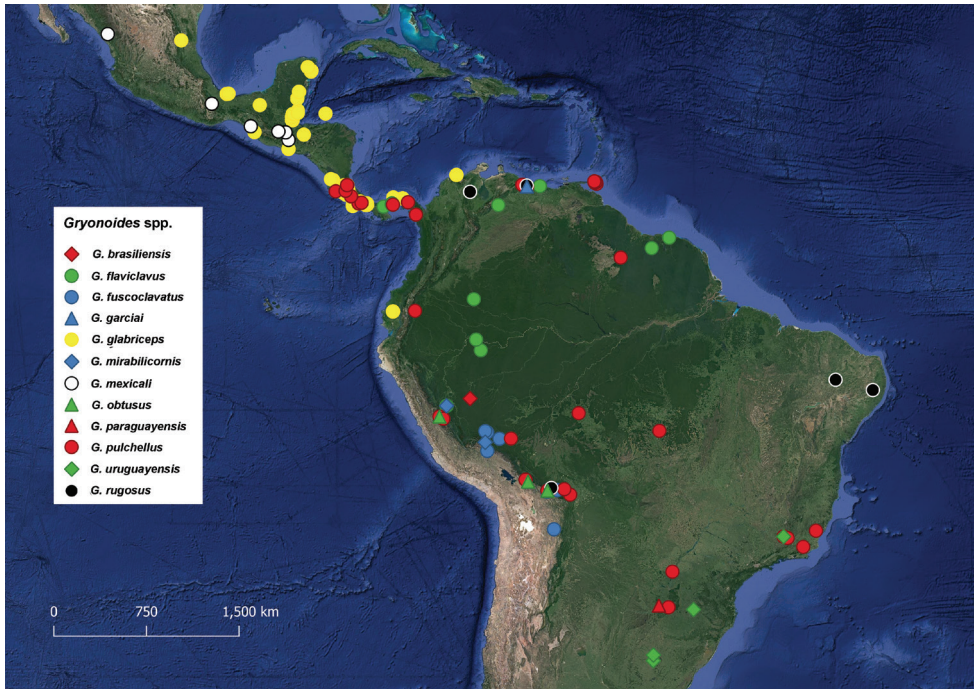 Gryonoides spp.
G. brasiliensis
G. flaviclavus
G. fuscoclavatus
G. garciai
G. glabriceps
G. mirabilicornis
G. mexicali
G. obtusus
G. paraguayensis
G. pulchellus
G. uruguayensis
G. rugosus
0 750 1,500 km